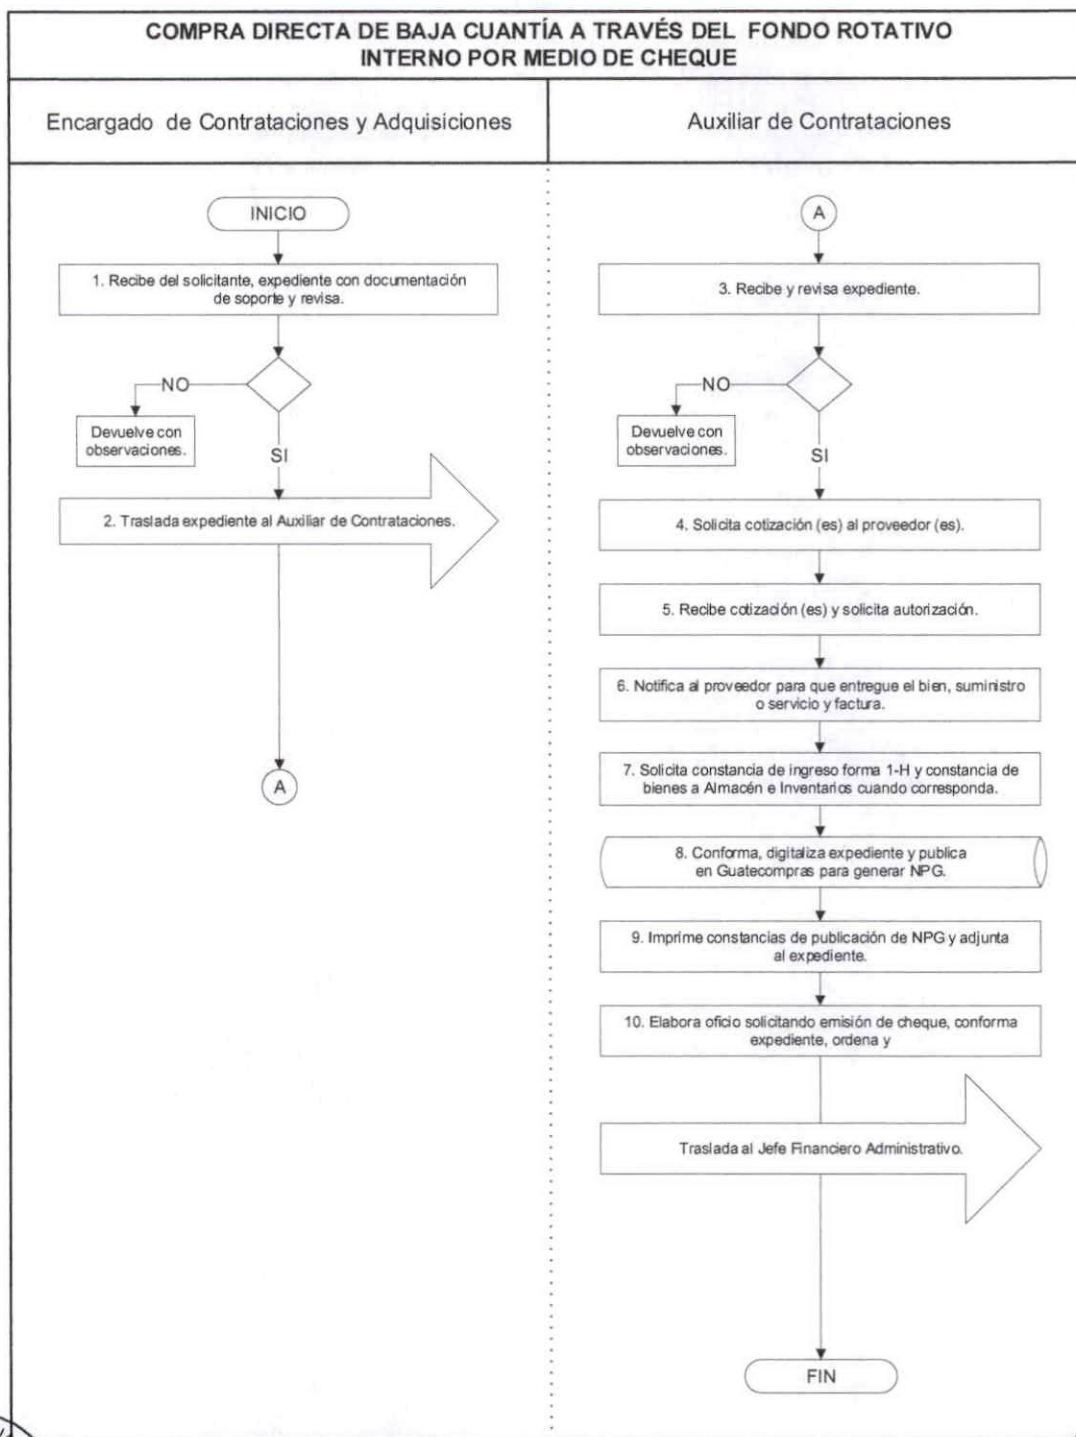 COMPRA DIRECTA DE BAJA CUANTÍA A TRAVÉS DEL FONDO ROTATIVO
INTERNO POR MEDIO DE CHEQUE
Encargado de Contrataciones y Adquisiciones
INICIO
1. Recibe del solicitante, expediente con documentación
de soporte y revisa.
NO
Devuelve con
observaciones.
SI
2. Traslada expediente al Auxiliar de Contrataciones.
A
Auxiliar de Contrataciones
A
3. Recibe y revisa expediente.
NO
Devuelve con
observaciones.
SI
4. Solicita cotización (es) al proveedor (es).
5. Recibe cotización (es) y solicita autorización.
6. Notifica al proveedor para que entregue el bien, suministro
o servicio y factura.
7. Solicita constancia de ingreso forma 1-H y constancia de
bienes a Almacén e Inventarios cuando corresponda.
8. Conforma, digitaliza expediente y publica
en Guatecompras para generar NPG.
9. Imprime constancias de publicación de NPG y adjunta
al expediente.
10. Elabora oficio solicitando emisión de cheque, conforma
expediente, ordena y
Traslada al Jefe Financiero Administrativo.
FIN